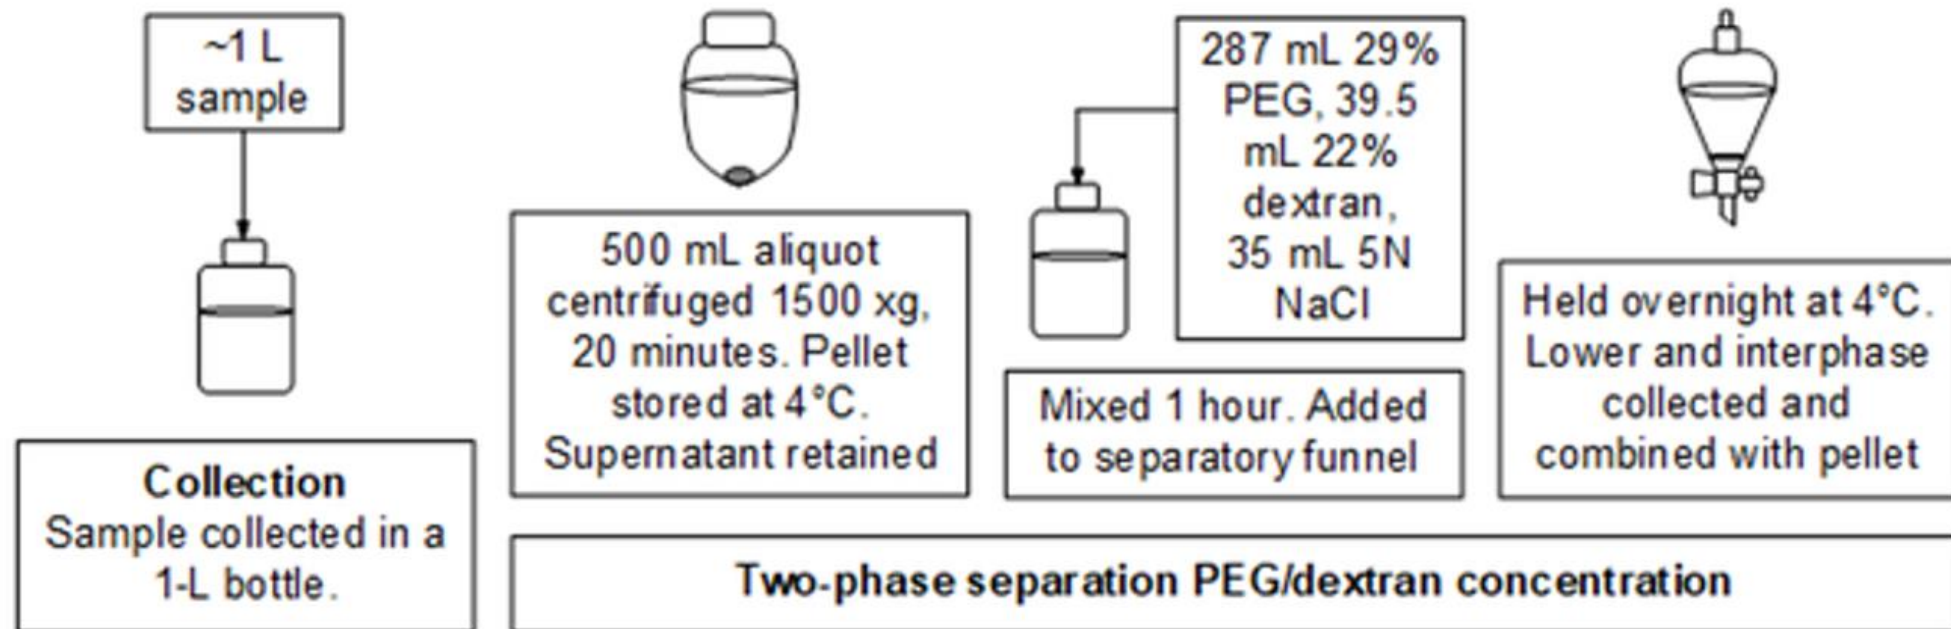 ~1 L
sample
Collection
Sample collected in a
1-L bottle.
500 mL aliquot
centrifuged 1500 xg,
20 minutes. Pellet
stored at 4°C.
Supernatant retained
287 mL 29%
PEG, 39.5
mL 22%
dextran,
35 mL 5N
NaCl
Mixed 1 hour. Added
to separatory funnel
Held overnight at 4°C.
Lower and interphase
collected and
combined with pellet
Two-phase separation PEG/dextran concentration